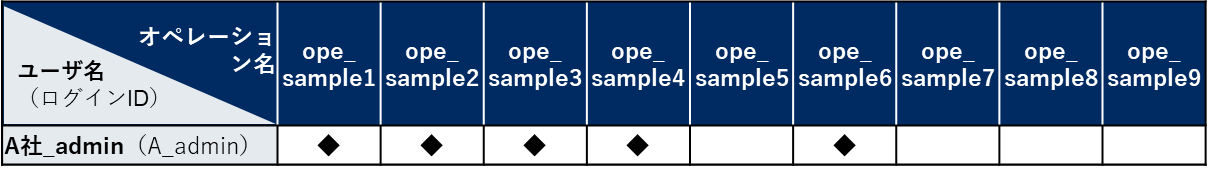 オペレーショ
ン名
ユーザ名
（ログインID）
ope_
sample1
ope_
sample2
ope_
sample3
ope_
sample4
ope_
sample5
ope_
sample6
ope_
sample7
ope_
sample8
ope_
sample9
A社_admin（A_admin） ◆ ◆ ◆ ◆ ◆